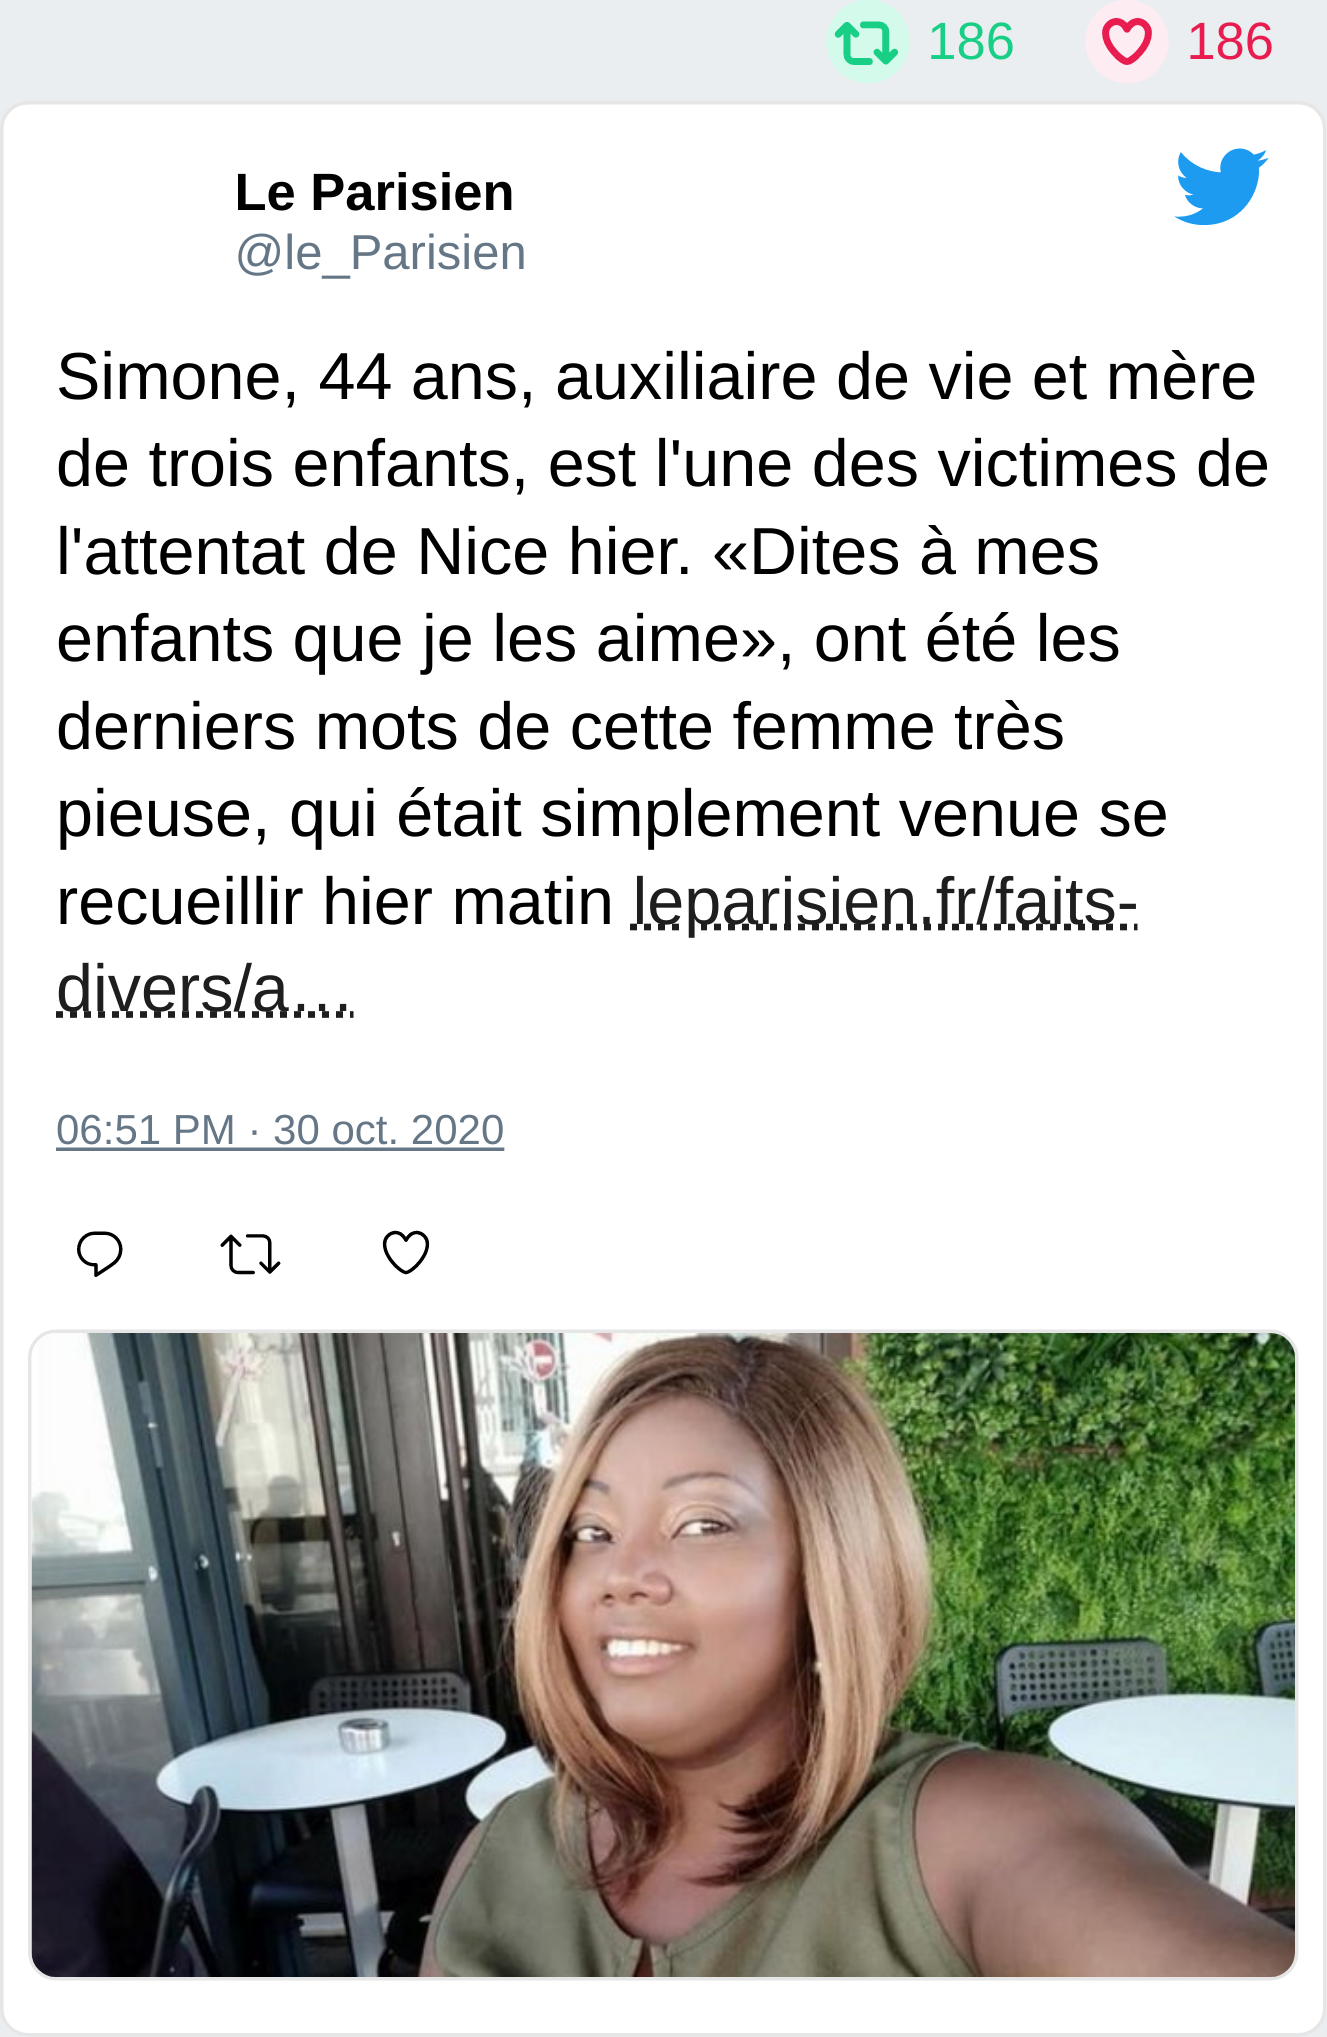 186 186
Le Parisien
@le_Parisien
Simone, 44 ans, auxiliaire de vie et mère
de trois enfants, est l'une des victimes de
l'attentat de Nice hier. «Dites à mes
enfants que je les aime», ont été les
derniers mots de cette femme très
pieuse, qui était simplement venue se
recueillir hier matin leparisien.fr/faits-
divers/a…
06:51 PM · 30 oct. 2020